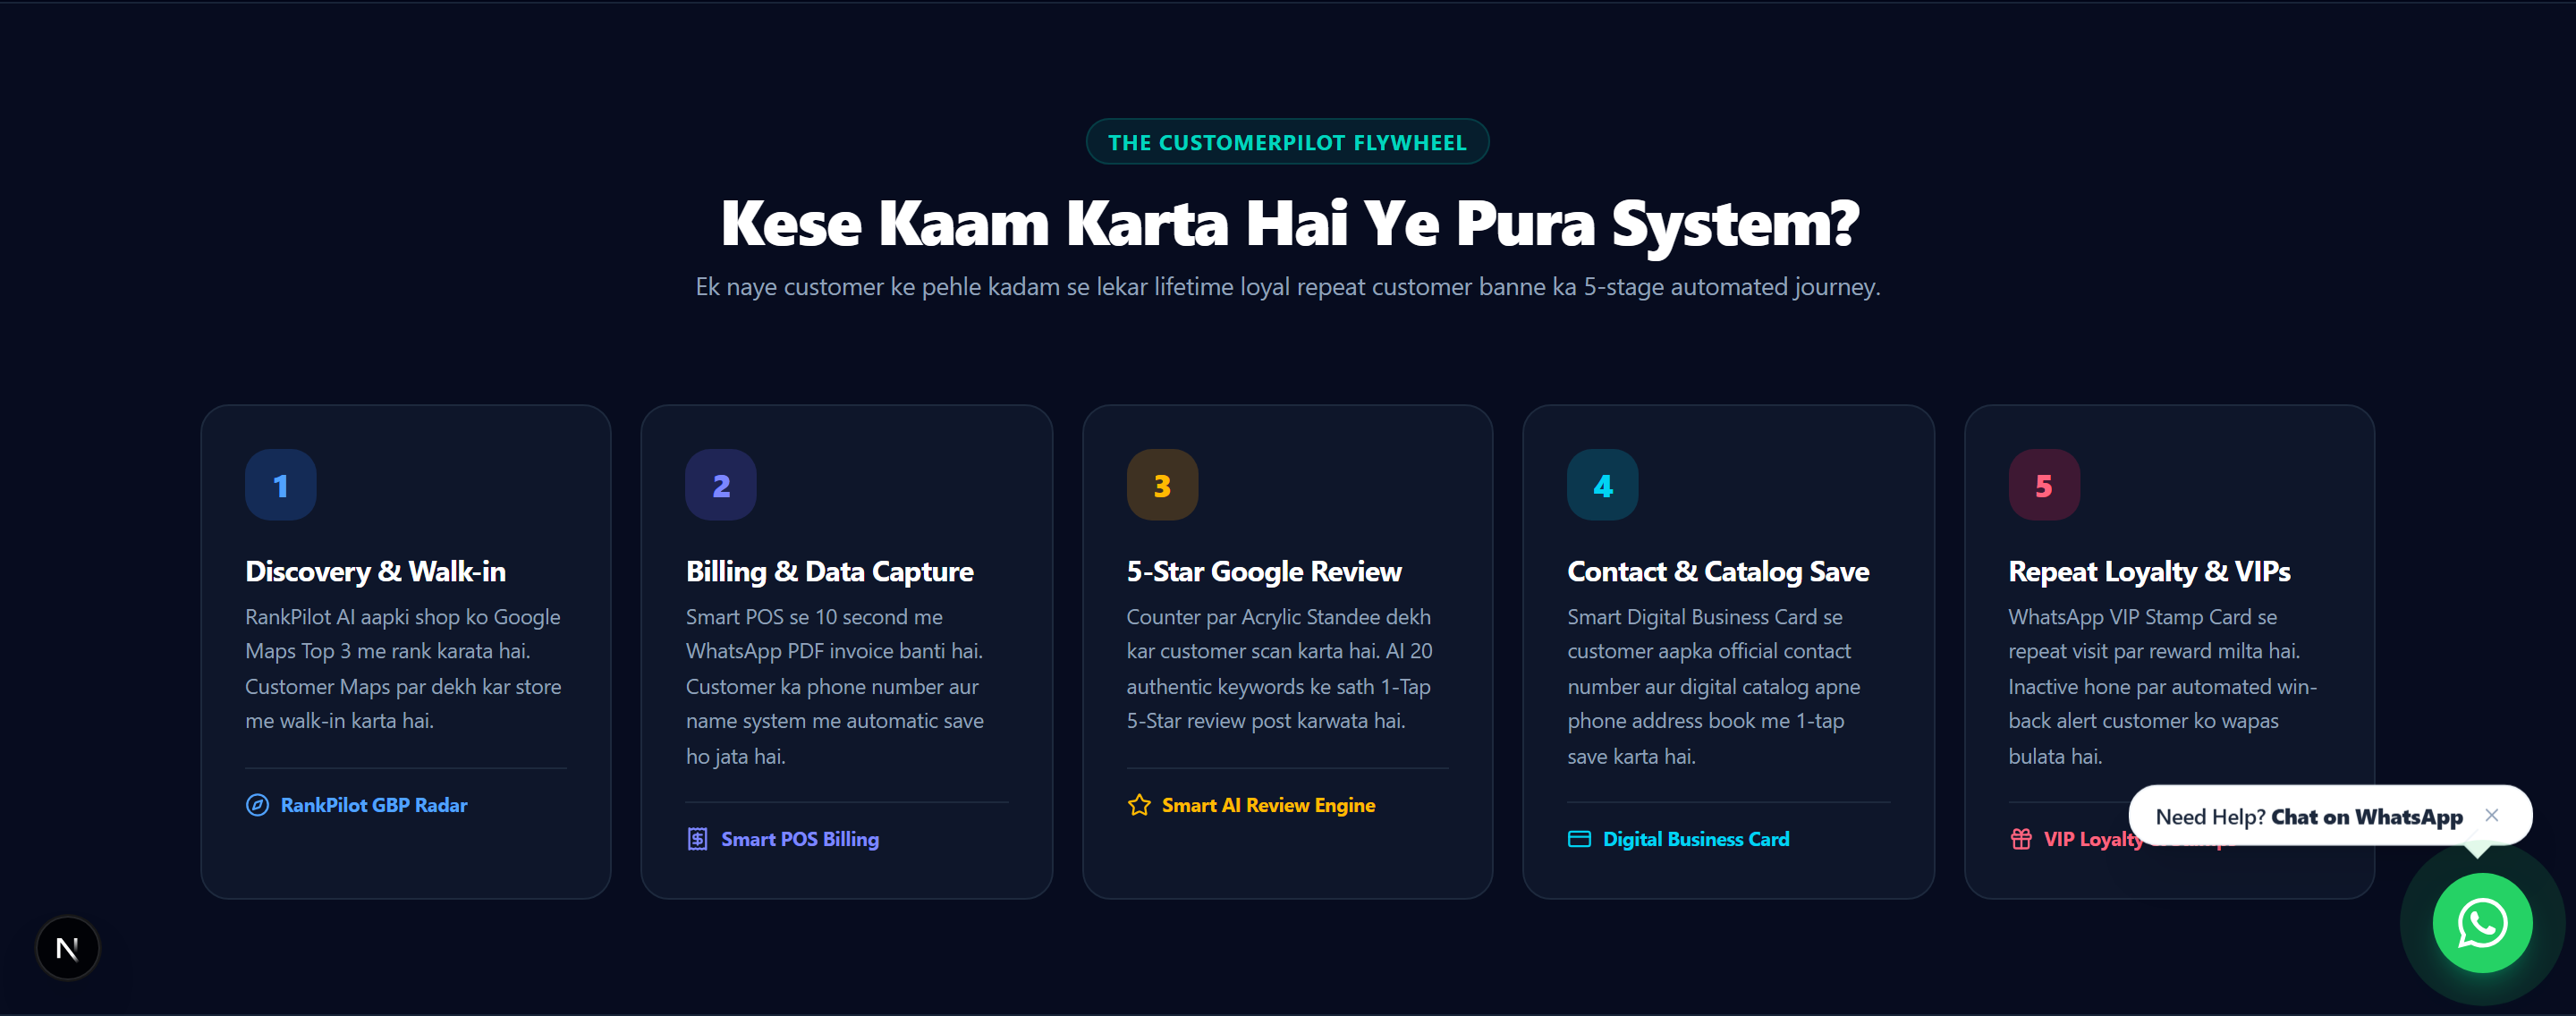 THE CUSTOMERPILOT FLYWHEEL
Kese Kaam Karta Hai Ye Pura System?
Ek naye customer ke pehle kadam se lekar lifetime loyal repeat customer banne ka 5-stage automated journey.
1
Discovery & Walk-in
RankPilot AI aapki shop ko Google
Maps Top 3 me rank karata hai.
Customer Maps par dekh kar store
me walk-in karta hai.
RankPilot GBP Radar
2
Billing & Data Capture
Smart POS se 10 second me
WhatsApp PDF invoice banti hai.
Customer ka phone number aur
name system me automatic save
ho jata hai.
Smart POS Billing
3
5-Star Google Review
Counter par Acrylic Standee dekh
kar customer scan karta hai. AI 20
authentic keywords ke sath 1-Tap
5-Star review post karwata hai.
Smart AI Review Engine
4
Contact & Catalog Save
Smart Digital Business Card se
customer aapka official contact
number aur digital catalog apne
phone address book me 1-tap
save karta hai.
Digital Business Card
5
Repeat Loyalty & VIPs
WhatsApp VIP Stamp Card se
repeat visit par reward milta hai.
Inactive hone par automated win-
back alert customer ko wapas
bulata hai.
VIP Loyalty
Need Help? Chat on WhatsApp
N